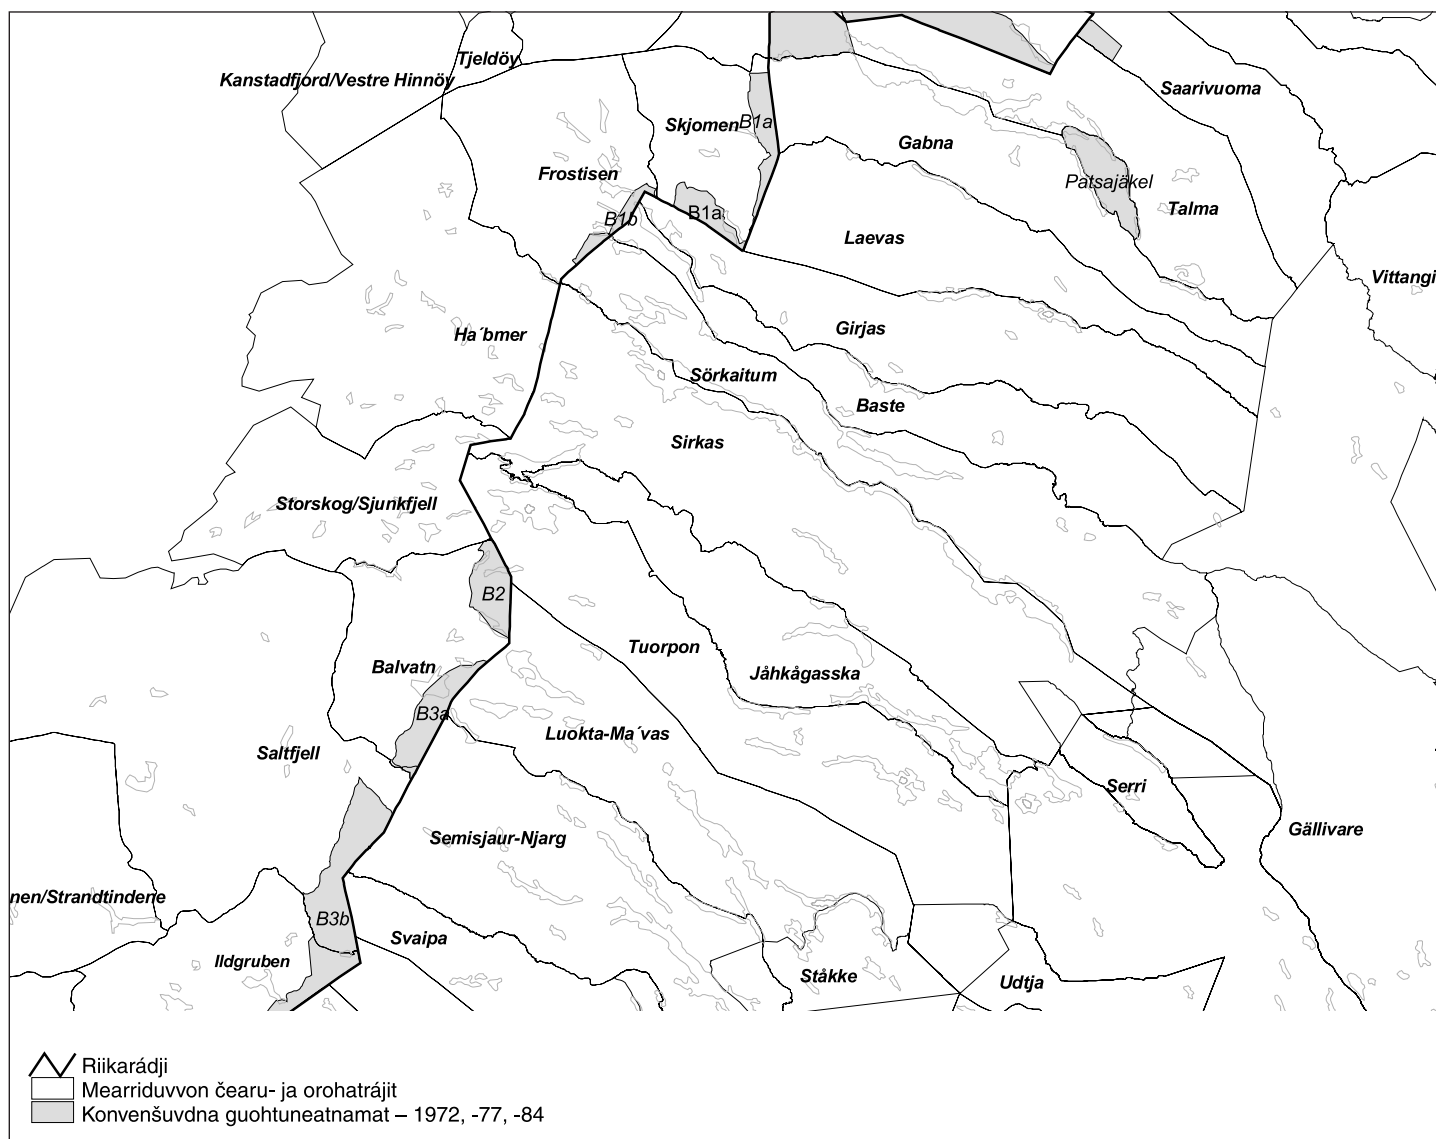 Tjeldöy
Kanstadfjord/Vestre Hinnöy
Saarivuoma
Skjomen
B1a
Gabna
Frostisen
Patsajäkel
Talma
B1b
B1a
Laevas
Vittangi
Ha´bmer
Girjas
Sörkaitum
Baste
Sirkas
Storskog/Sjunkfjell
B2
Tuorpon
Balvatn
Jåhkågasska
B3a
Luokta-Ma´vas
Saltfjell
Serri
Gällivare
Semisjaur-Njarg
nen/Strandtindene
B3b
Svaipa
Ildgruben
Ståkke
Udtja
Riikarádji
Mearriduvvon čearu- ja orohatrájit
Konvenšuvdna guohtuneatnamat – 1972, -77, -84